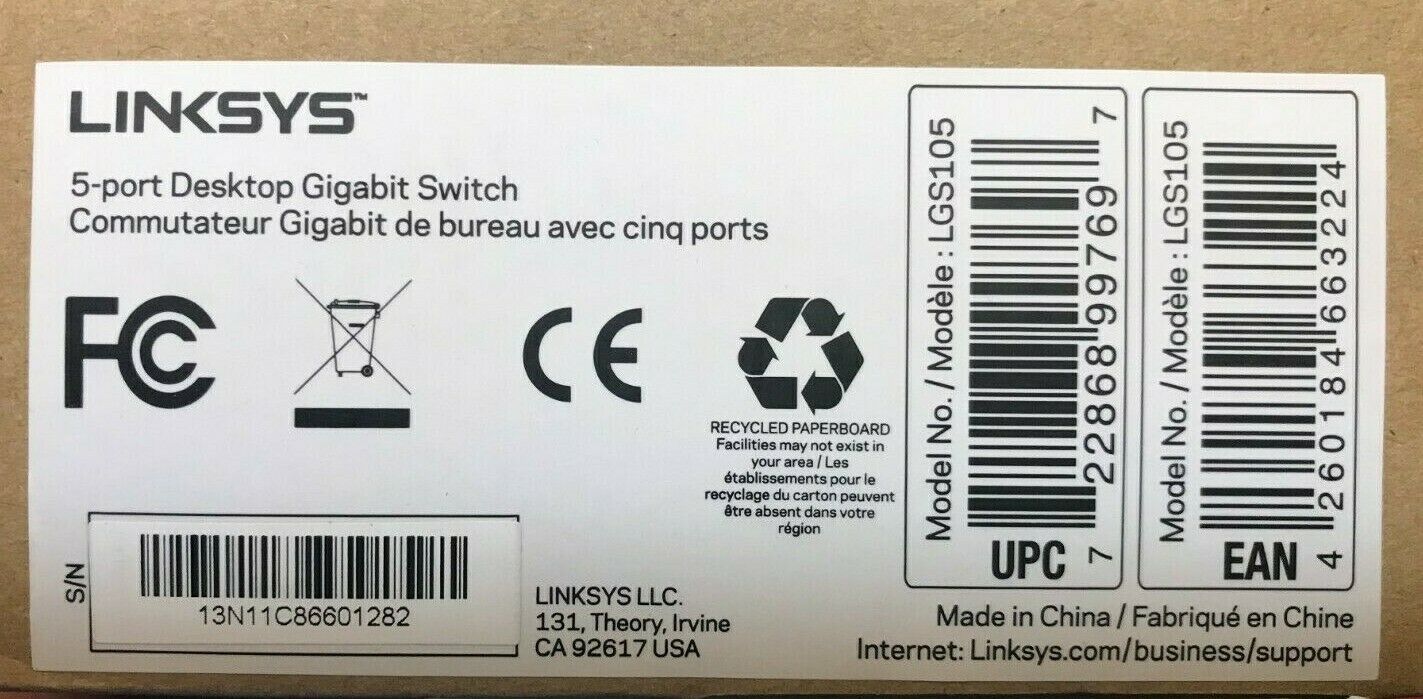 LINKSYS™
5-port Desktop Gigabit Switch
Commutateur Gigabit de bureau avec cinq ports
FC
CE
RECYCLED PAPERBOARD
Facilities may not exist in
your area / Les
établissements pour le
recyclage du carton peuvent
être absent dans votre
région
S/N
13N11C86601282
LINKSYS LLC.
131, Theory, Irvine
CA 92617 USA
Model No. / Modèle : LGS105
7 22868 99769 7
UPC
Model No. / Modèle : LGS105
4 260184 663224
EAN
Made in China / Fabriqué en Chine
Internet: Linksys.com/business/support